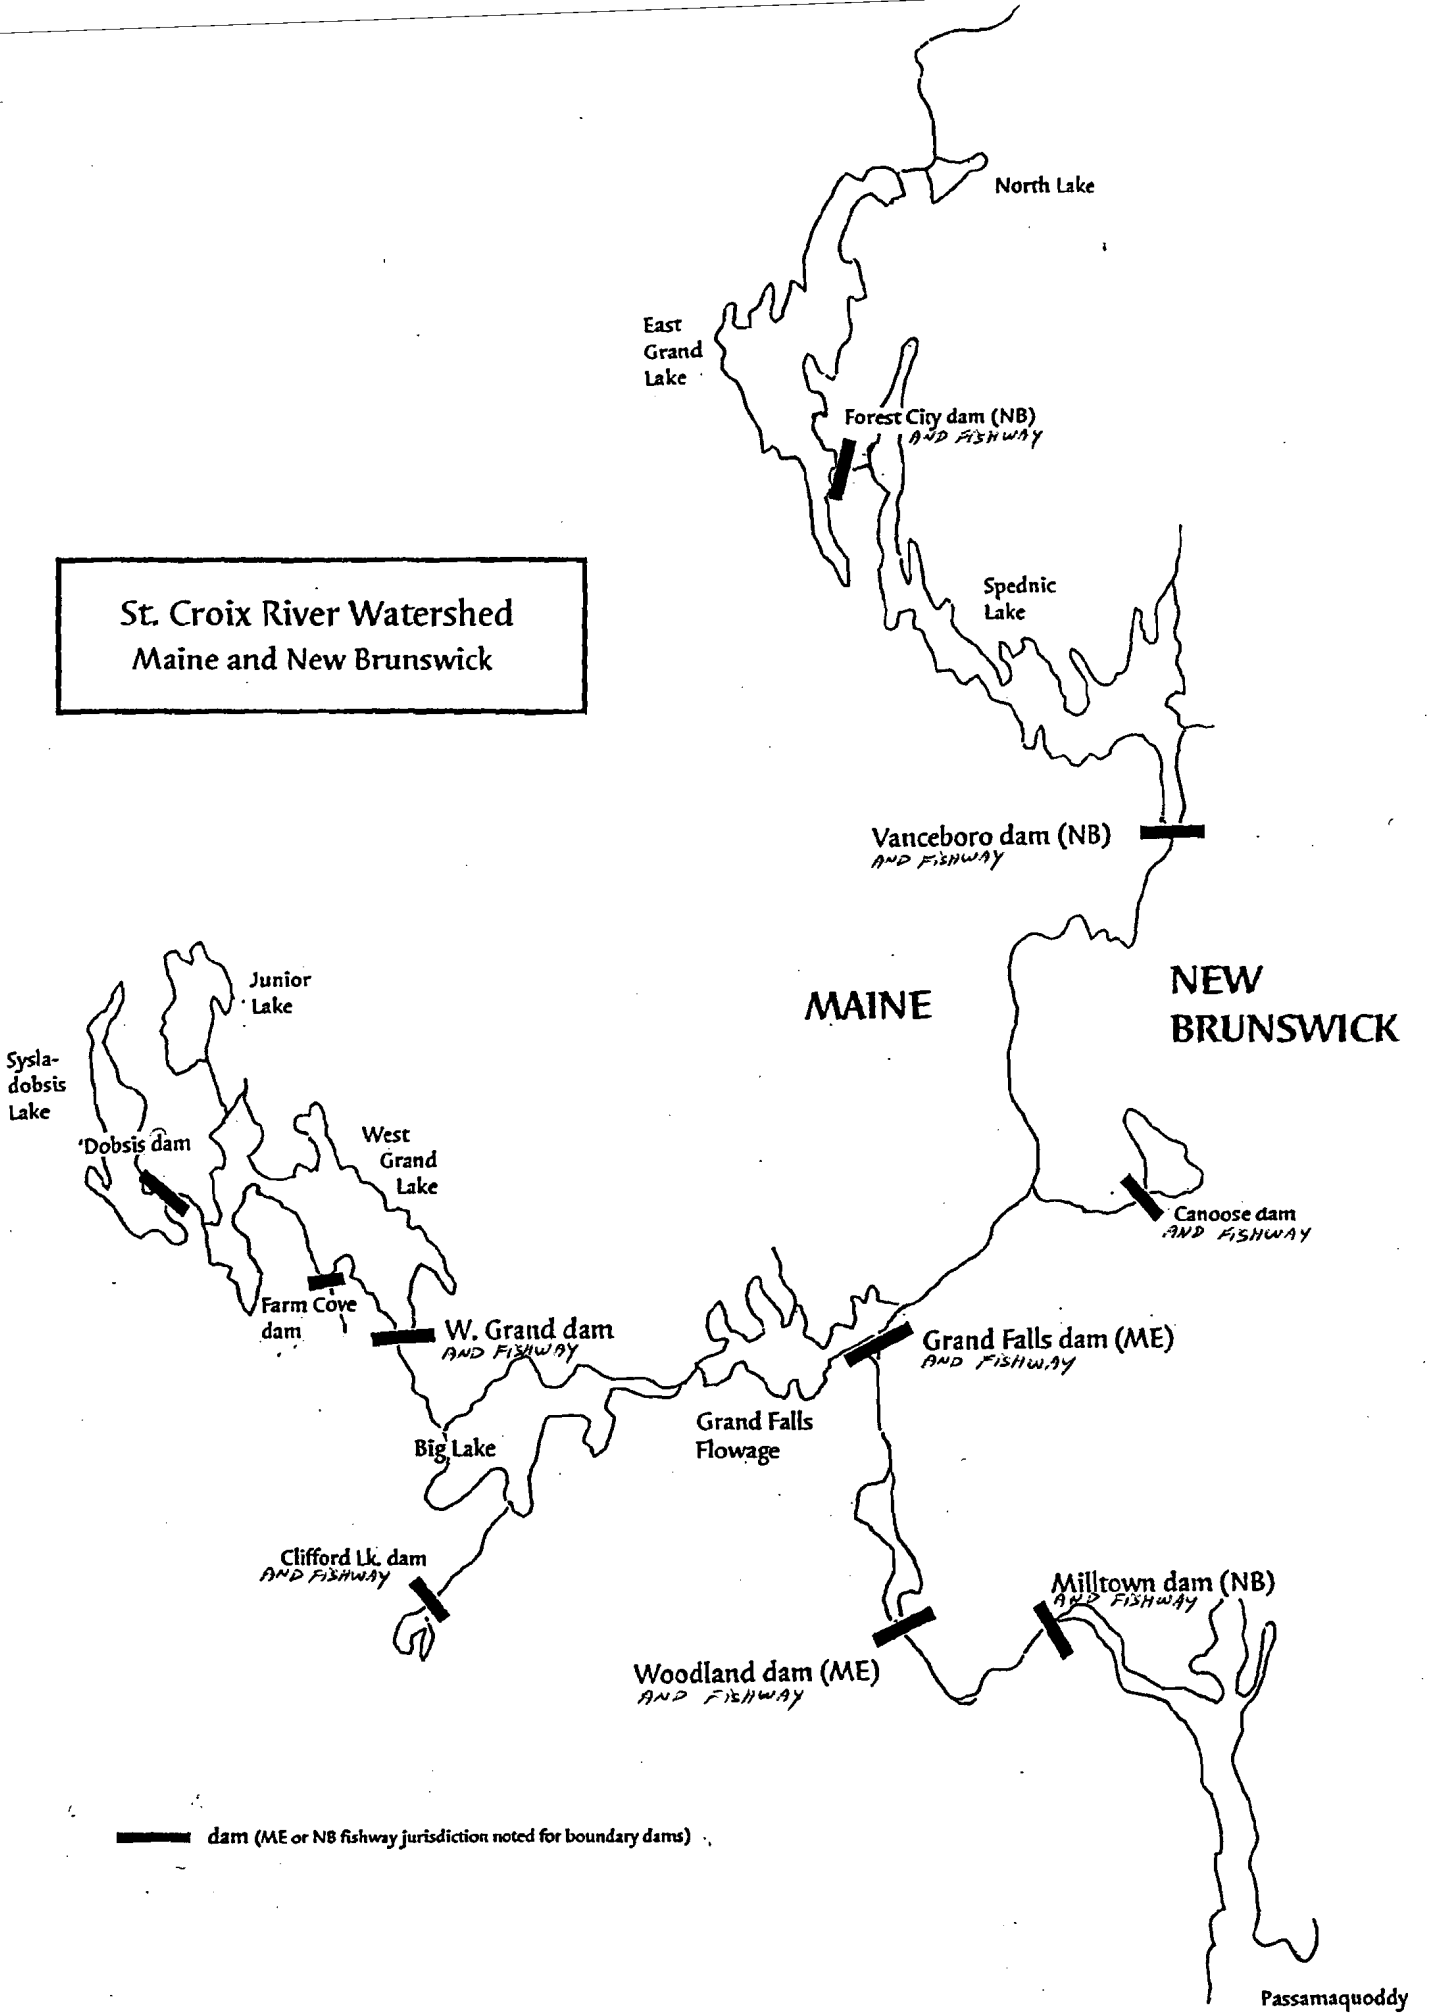 North Lake
East
Grand
Lake
Forest City dam (NB)
AND FISHWAY
St. Croix River Watershed
Maine and New Brunswick
Spednic
Lake
Vanceboro dam (NB)
AND FISHWAY
MAINE
NEW
BRUNSWICK
Junior
Lake
Sysla-
dobsis
Lake
'Dobsis dam
West
Grand
Lake
Canoose dam
AND FISHWAY
Farm Cove
dam
W. Grand dam
AND FISHWAY
Grand Falls dam (ME)
AND FISHWAY
Grand Falls
Flowage
Big Lake
Clifford Lk. dam
AND FISHWAY
Milltown dam (NB)
AND FISHWAY
Woodland dam (ME)
AND FISHWAY
dam (ME or NB fishway jurisdiction noted for boundary dams)
Passamaquoddy